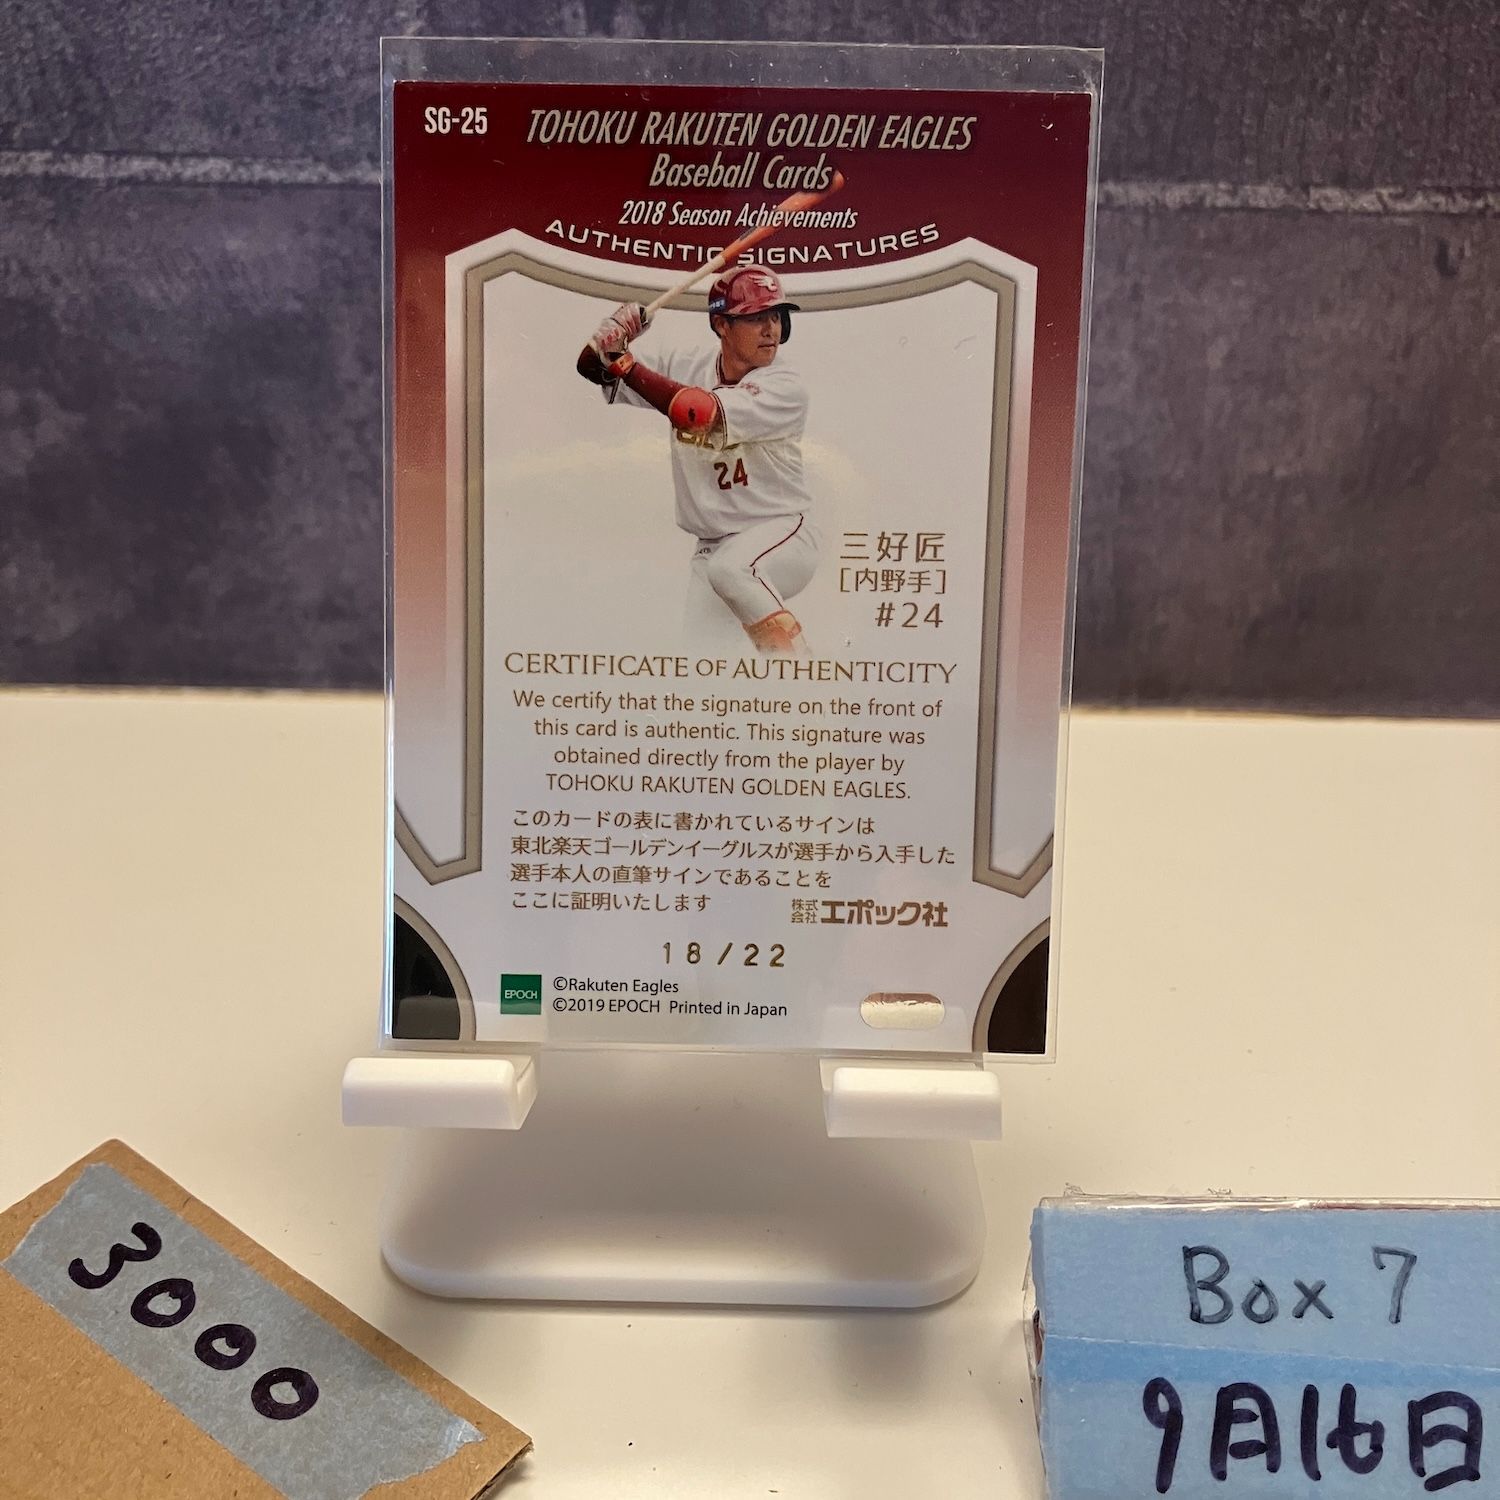 SG-25
TOHOKU RAKUTEN GOLDEN EAGLES
Baseball Cards
2018 Season Achievements
AUTHENTIC SIGNATURES
24
三好匠
[内野手]
#24
CERTIFICATE OF AUTHENTICITY
We certify that the signature on the front of
this card is authentic. This signature was
obtained directly from the player by
TOHOKU RAKUTEN GOLDEN EAGLES.
このカードの表に書かれているサインは
東北楽天ゴールデンイーグルスが選手から入手した
選手本人の直筆サインであることを
ここに証明いたします
株式会社エポック社
18/22
EPOCH
©Rakuten Eagles
©2019 EPOCH Printed in Japan
3000
Box 7
9月16日